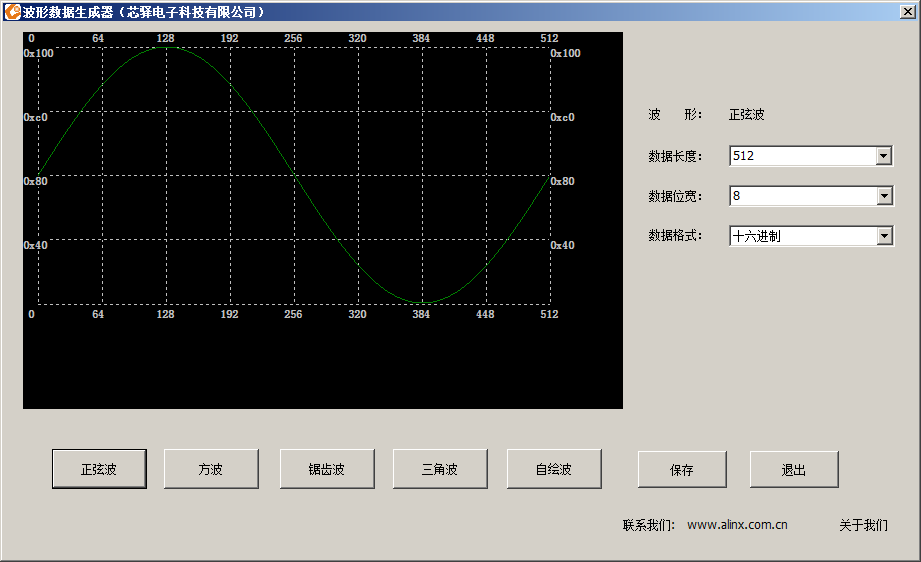 波形数据生成器（芯驿电子科技有限公司）
0 64 128 192 256 320 384 448 512
0x100 0x100
0xc0 0xc0
0x80 0x80
0x40 0x40
0 64 128 192 256 320 384 448 512
波 形： 正弦波
数据长度： 512
数据位宽： 8
数据格式： 十六进制
正弦波 方波 锯齿波 三角波 自绘波 保存 退出
联系我们： www.alinx.com.cn 关于我们